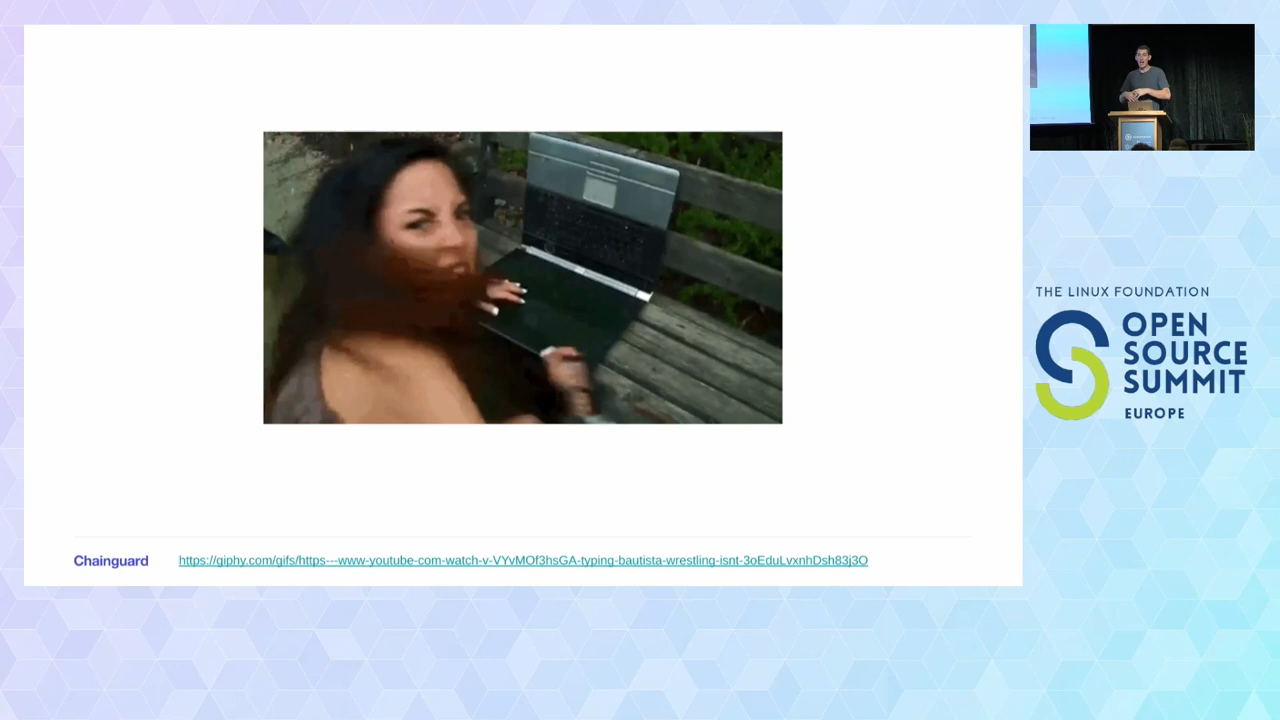 Chainguard https://giphy.com/gifs/https---www-youtube-com-watch-v-VYvMOf3hsGA-typing-bautista-wrestling-isnt-3oEduLvxnhDsh83j3O
THE LINUX FOUNDATION
OPEN
SOURCE
SUMMIT
EUROPE